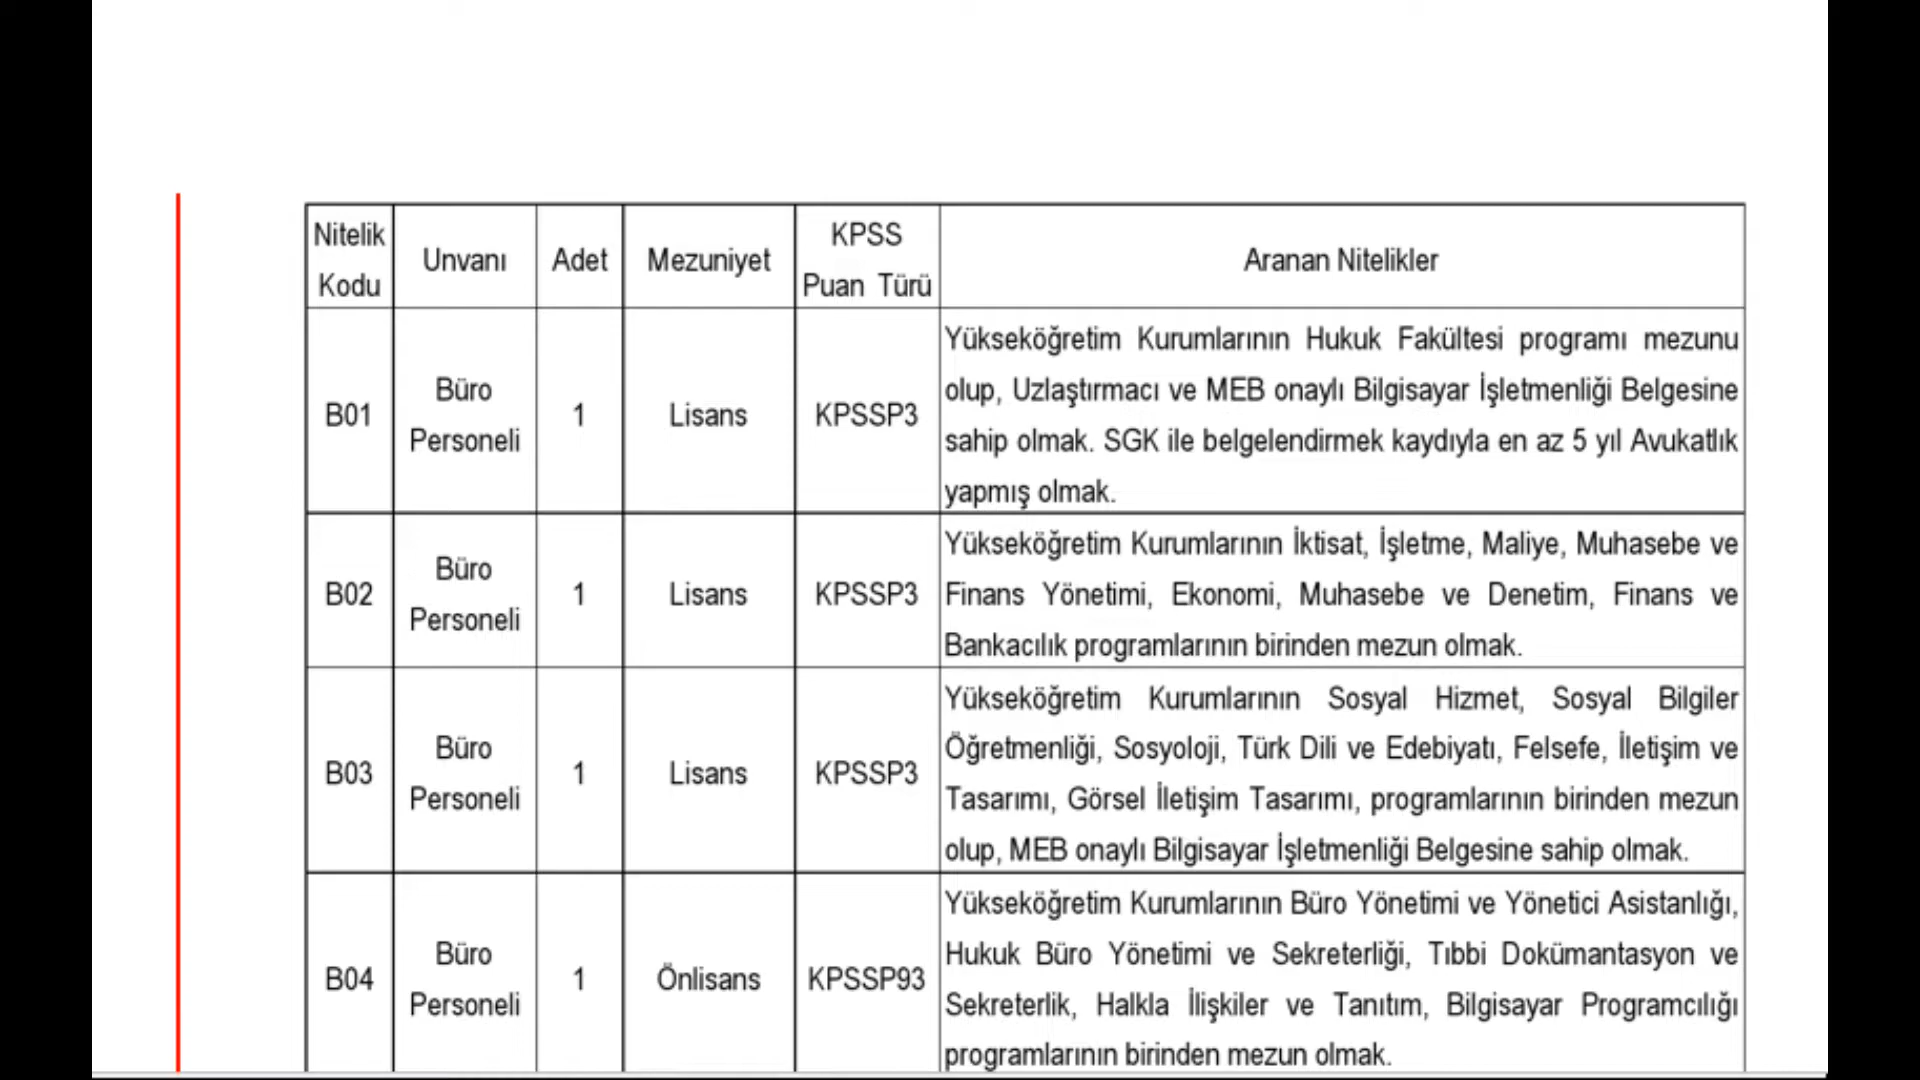 Nitelik Kodu Unvanı Adet Mezuniyet KPSS Puan Türü Aranan Nitelikler
B01 Büro Personeli 1 Lisans KPSSP3
Yükseköğretim Kurumlarının Hukuk Fakültesi programı mezunu
olup, Uzlaştırmacı ve MEB onaylı Bilgisayar İşletmenliği Belgesine
sahip olmak. SGK ile belgelendirmek kaydıyla en az 5 yıl Avukatlık
yapmış olmak.
B02 Büro Personeli 1 Lisans KPSSP3
Yükseköğretim Kurumlarının İktisat, İşletme, Maliye, Muhasebe ve
Finans Yönetimi, Ekonomi, Muhasebe ve Denetim, Finans ve
Bankacılık programlarının birinden mezun olmak.
B03 Büro Personeli 1 Lisans KPSSP3
Yükseköğretim Kurumlarının Sosyal Hizmet, Sosyal Bilgiler
Öğretmenliği, Sosyoloji, Türk Dili ve Edebiyatı, Felsefe, İletişim ve
Tasarımı, Görsel İletişim Tasarımı, programlarının birinden mezun
olup, MEB onaylı Bilgisayar İşletmenliği Belgesine sahip olmak.
B04 Büro Personeli 1 Önlisans KPSSP93
Yükseköğretim Kurumlarının Büro Yönetimi ve Yönetici Asistanlığı,
Hukuk Büro Yönetimi ve Sekreterliği, Tıbbi Dokümantasyon ve
Sekreterlik, Halkla İlişkiler ve Tanıtım, Bilgisayar Programcılığı
programlarının birinden mezun olmak.